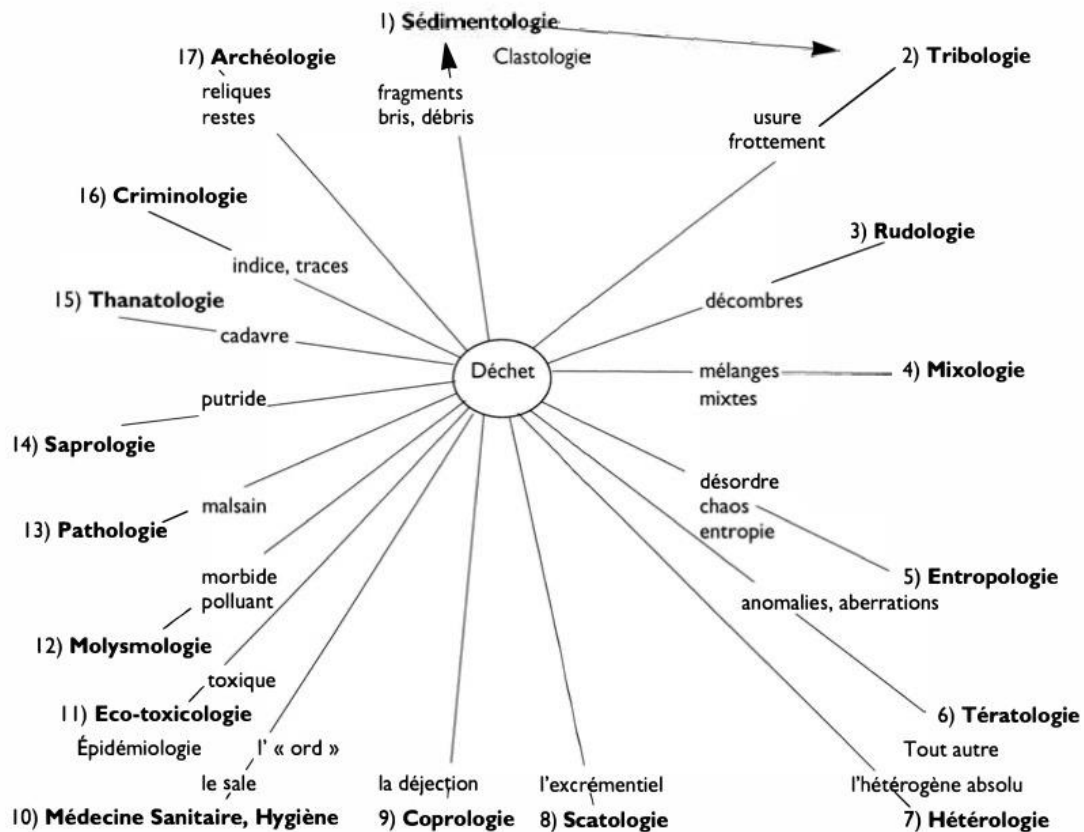 1) Sédimentologie
Clastologie
fragments
bris, débris
2) Tribologie
usure
frottement
3) Rudologie
décombres
4) Mixologie
mélanges
mixtes
désordre
chaos
entropie
5) Entropologie
anomalies, aberrations
6) Tératologie
Tout autre
l'hétérogène absolu
7) Hétérologie
l'excrémentiel
8) Scatologie
la déjection
9) Coprologie
l' « ord »
le sale
10) Médecine Sanitaire, Hygiène
toxique
11) Eco-toxicologie
Épidémiologie
morbide
polluant
12) Molysmologie
malsain
13) Pathologie
putride
14) Saprologie
cadavre
15) Thanatologie
indice, traces
16) Criminologie
17) Archéologie
reliques
restes
Déchet